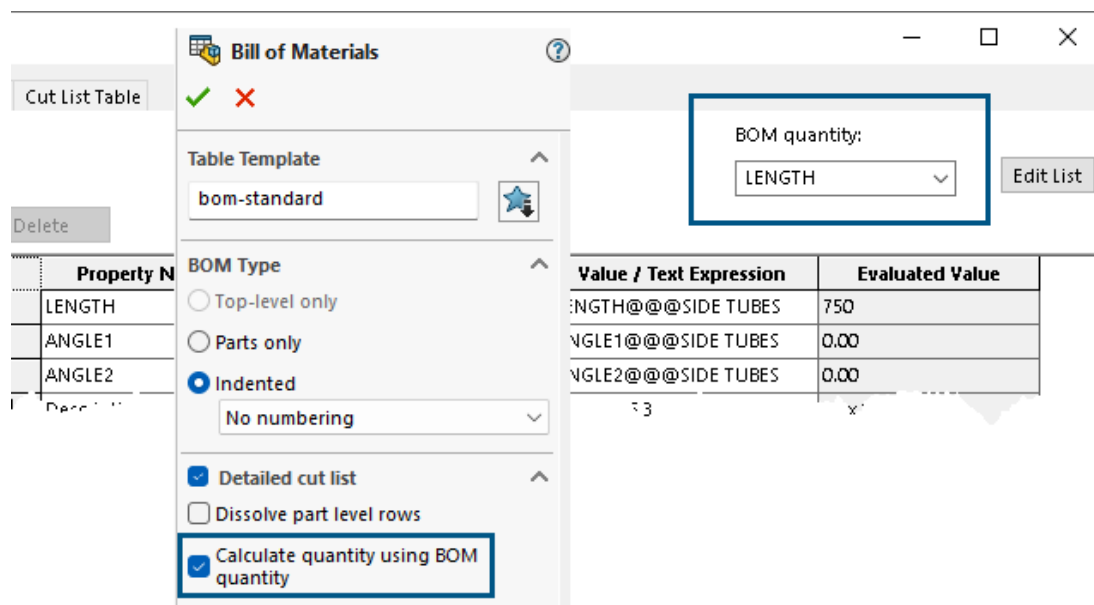 Bill of Materials
Cut List Table
BOM quantity:
Table Template
LENGTH
Edit List
bom-standard
Delete
BOM Type
Property N
Value / Text Expression
Evaluated Value
Top-level only
LENGTH
ENGTH@@@SIDE TUBES
750
Parts only
ANGLE1
NGLE1@@@SIDE TUBES
0.00
Indented
ANGLE2
NGLE2@@@SIDE TUBES
0.00
No numbering
Detailed cut list
Dissolve part level rows
Calculate quantity using BOM
quantity